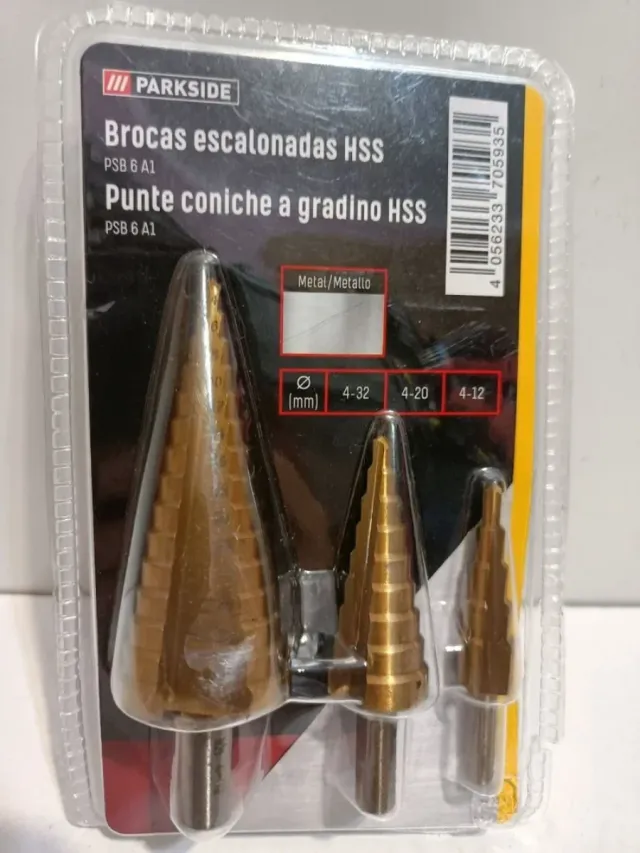 PARKSIDE
Brocas escalonadas HSS
PSB 6 A1
Punte coniche a gradino HSS
PSB 6 A1
4 056233 705935
Metal/Metallo
Ø (mm) 4-32 4-20 4-12